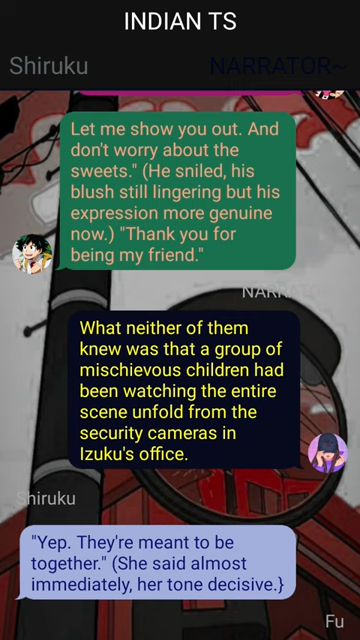 INDIAN TS
Shiruku
NARRATOR~
Let me show you out. And
don't worry about the
sweets." (He sniled, his
blush still lingering but his
expression more genuine
now.) "Thank you for
being my friend."
NARRATOR~
What neither of them
knew was that a group of
mischievous children had
been watching the entire
scene unfold from the
security cameras in
Izuku's office.
Shiruku
"Yep. They're meant to be
together." (She said almost
immediately, her tone decisive.}
Fu